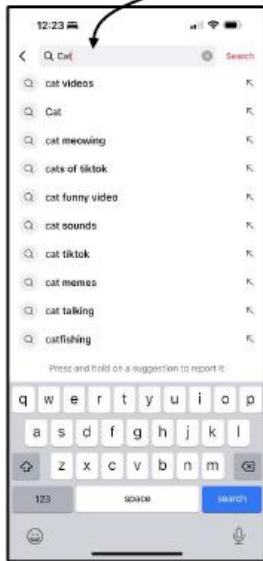 12:23
Cat Search
cat videos
Cat
cat meowing
cats of tiktok
cat funny video
cat sounds
cat tiktok
cat memes
cat talking
catfishing
Press and hold on a suggestion to report it
q w e r t y u i o p
a s d f g h j k l
z x c v b n m
123 space search